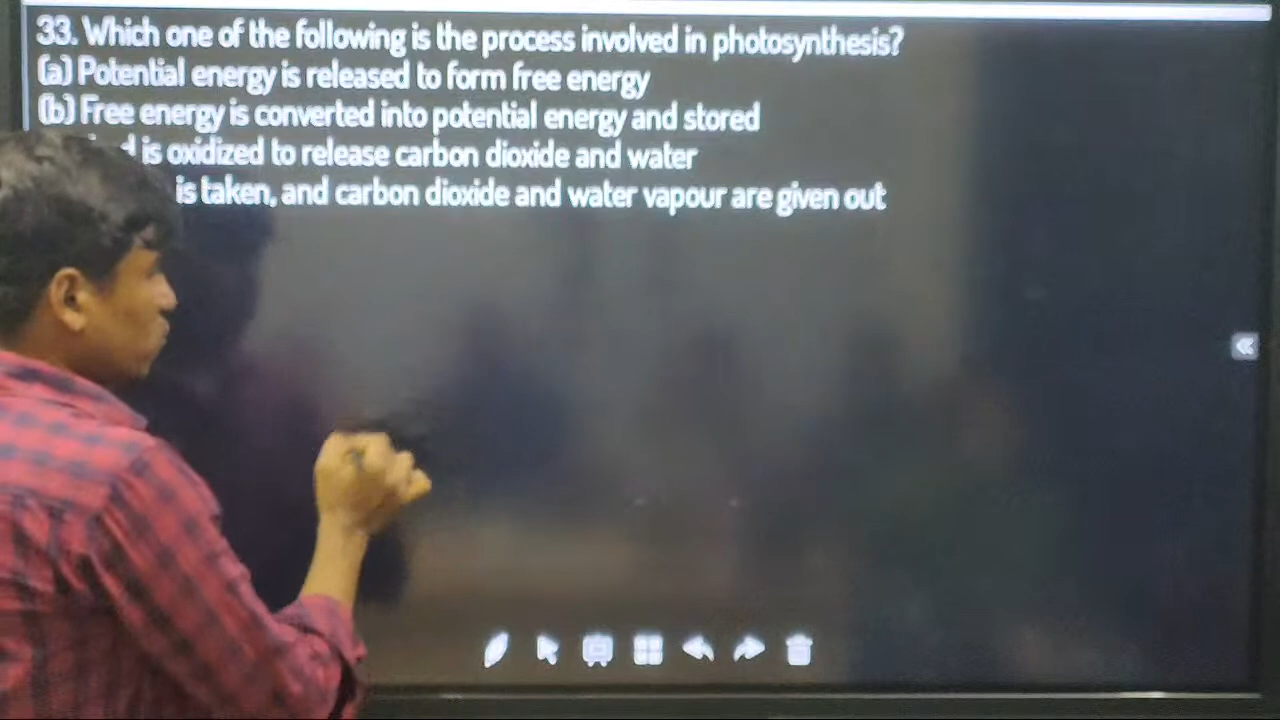 33. Which one of the following is the process involved in photosynthesis?
(a) Potential energy is released to form free energy
(b) Free energy is converted into potential energy and stored
is oxidized to release carbon dioxide and water
is taken, and carbon dioxide and water vapour are given out